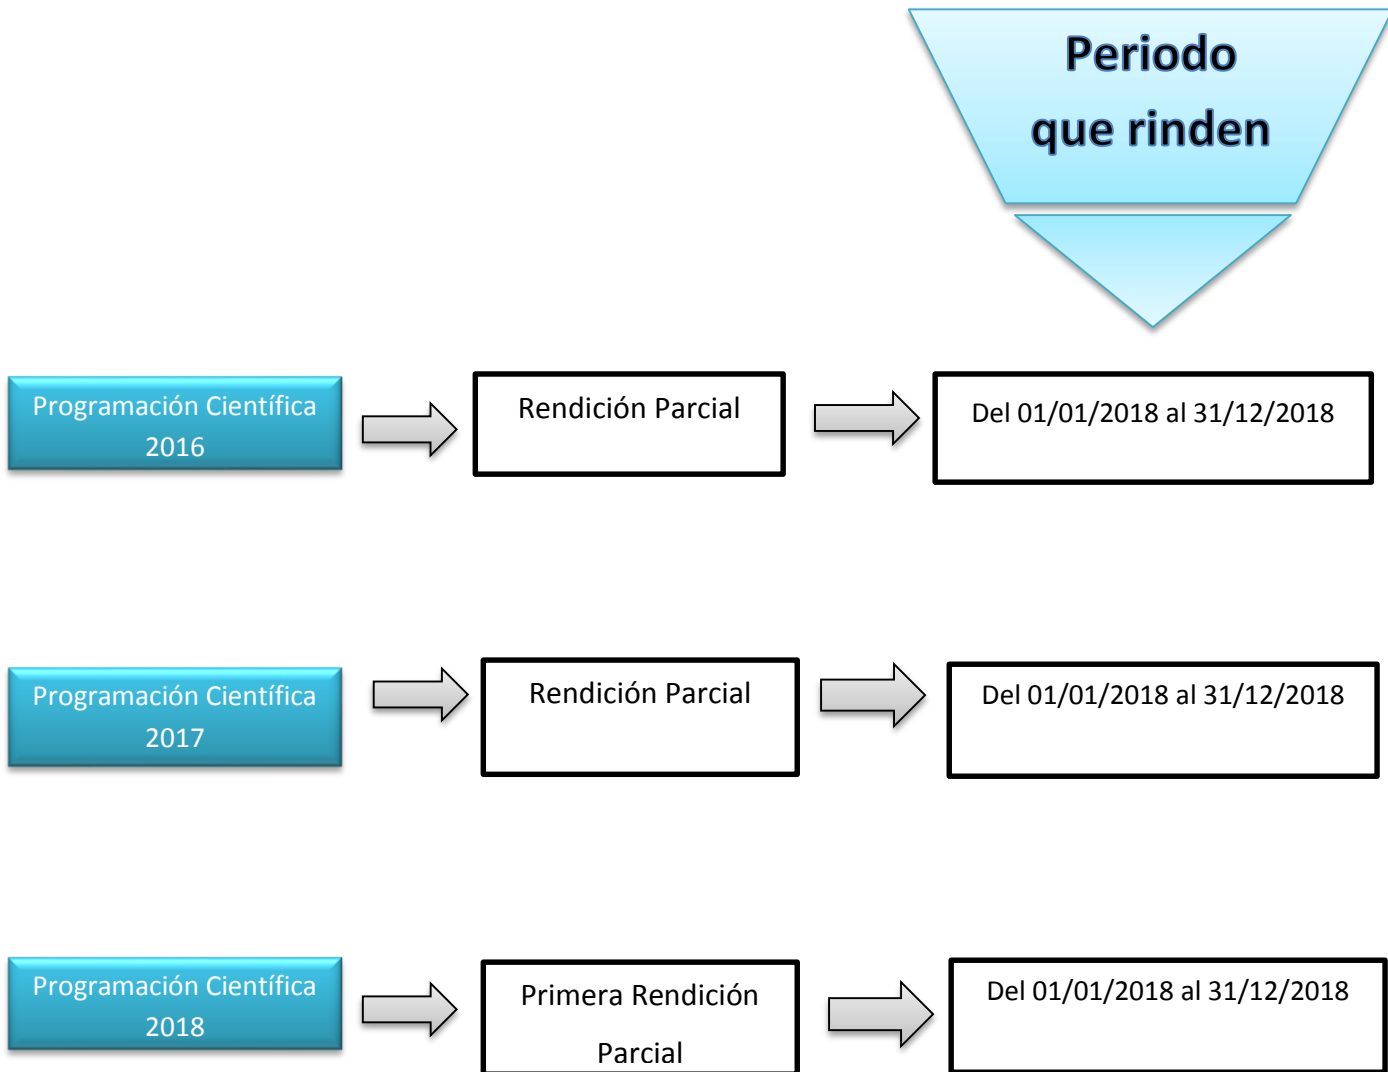 Periodo
que rinden
Programación Científica
2016
Rendición Parcial
Del 01/01/2018 al 31/12/2018
Programación Científica
2017
Rendición Parcial
Del 01/01/2018 al 31/12/2018
Programación Científica
2018
Primera Rendición
Parcial
Del 01/01/2018 al 31/12/2018